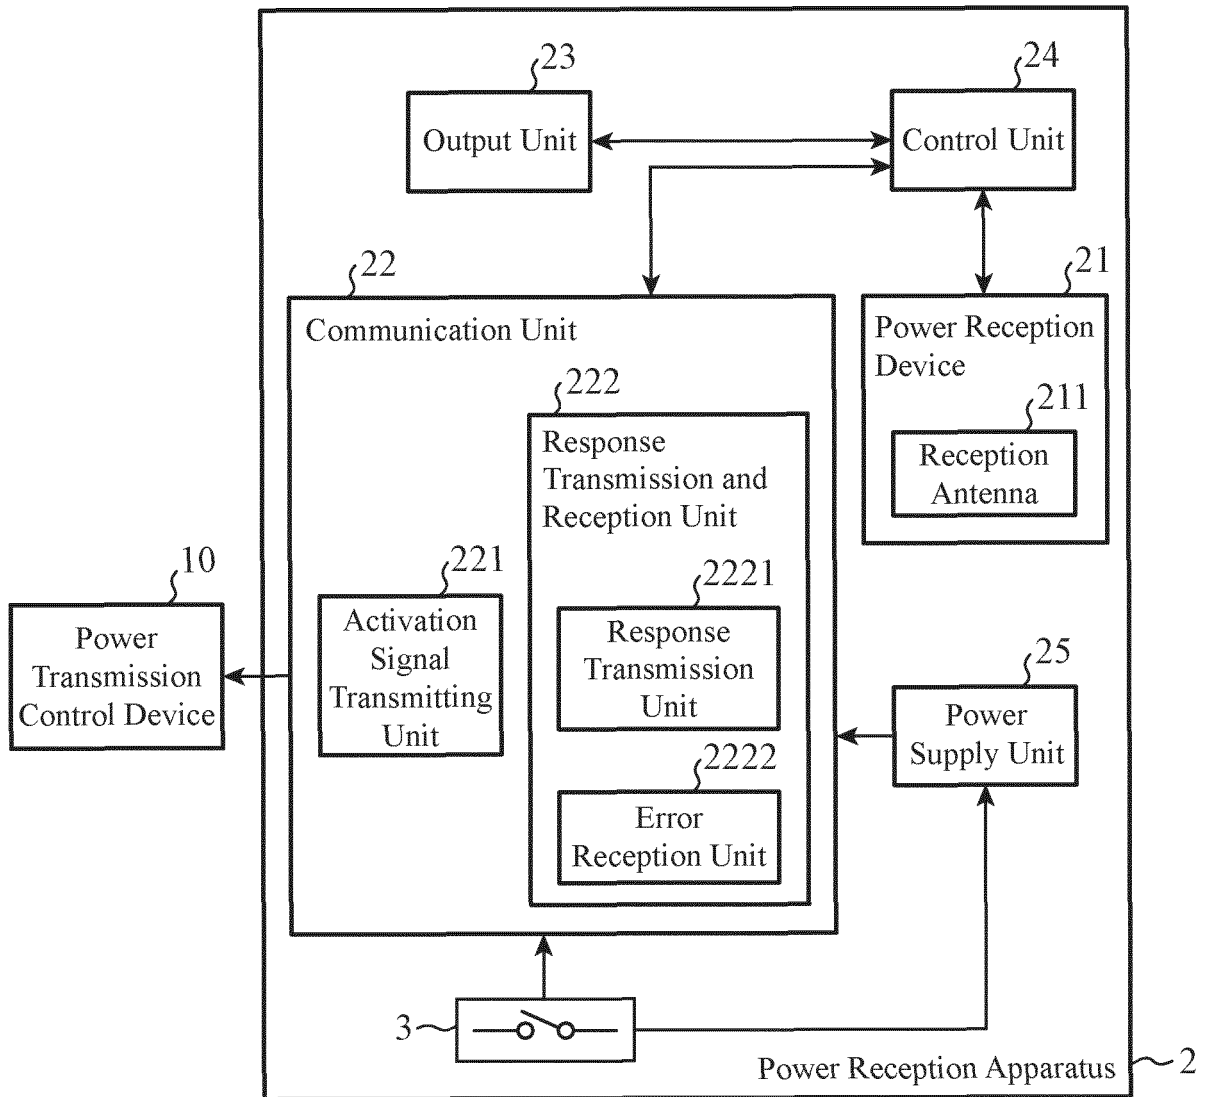 23
Output Unit
24
Control Unit
22
Communication Unit
21
Power Reception
Device
211
Reception
Antenna
222
Response
Transmission and
Reception Unit
10
Power
Transmission
Control Device
221
Activation
Signal
Transmitting
Unit
2221
Response
Transmission
Unit
25
Power
Supply Unit
2222
Error
Reception Unit
3
Power Reception Apparatus
2